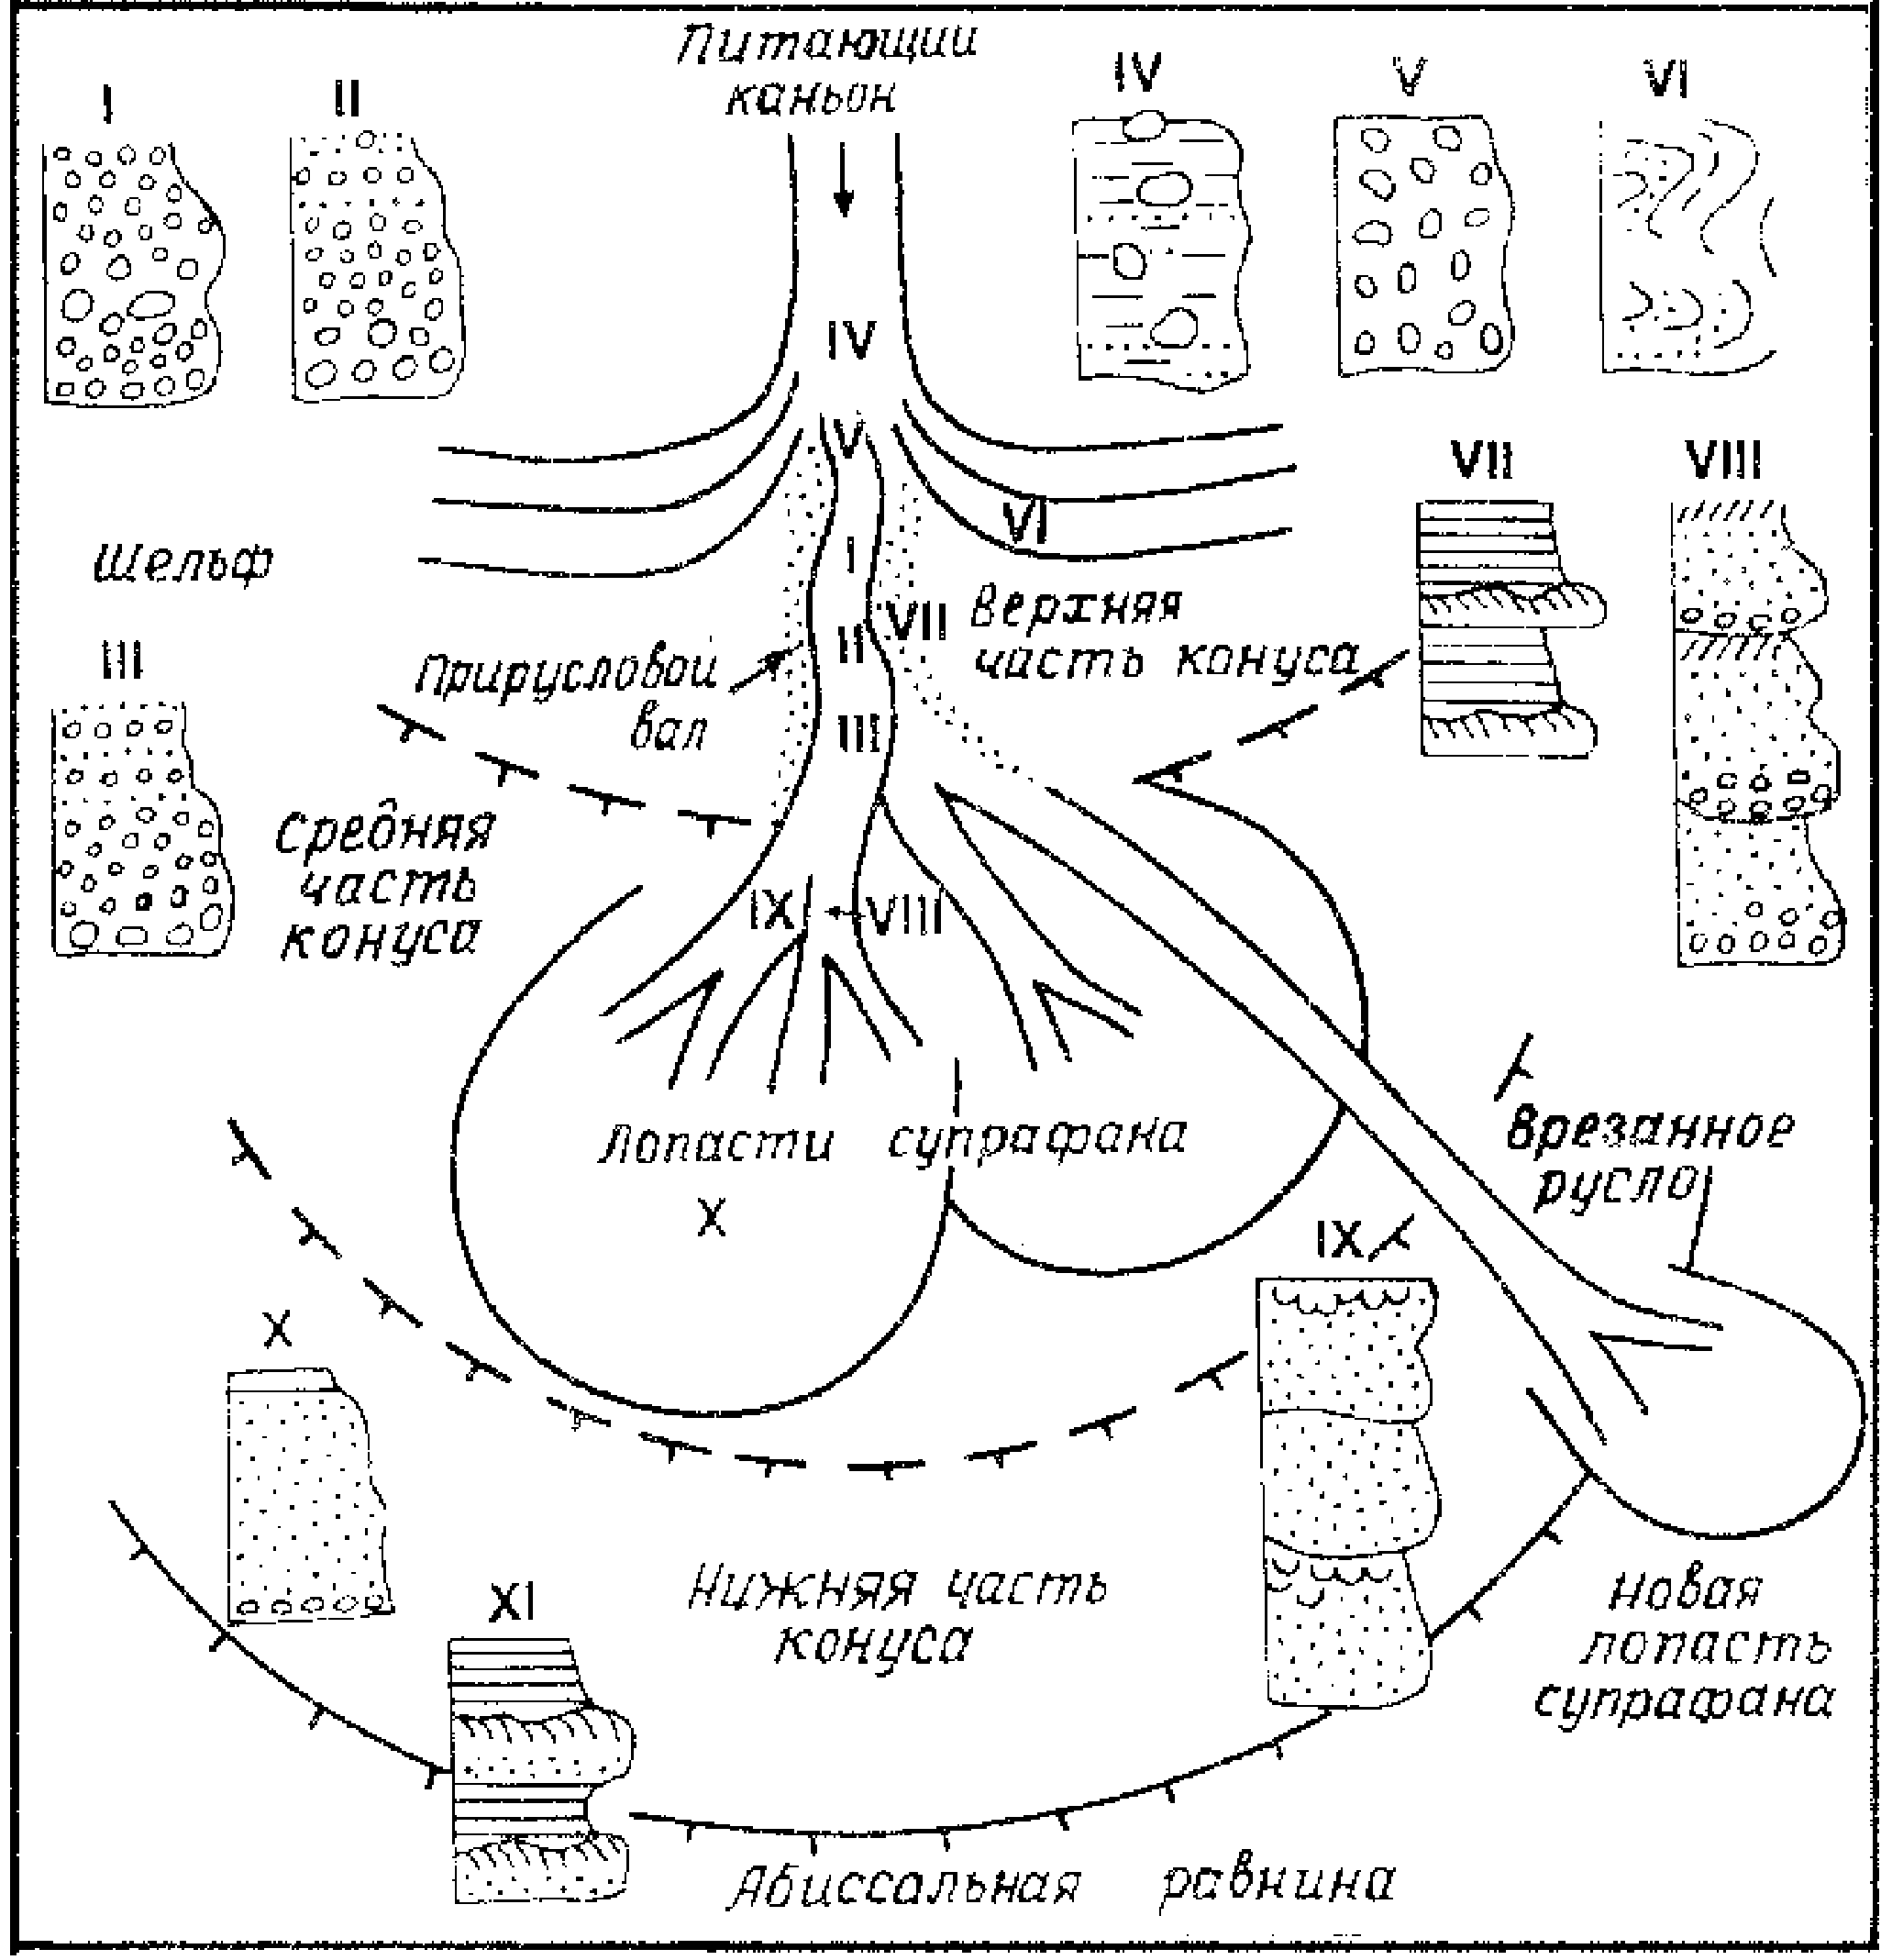 Питающий
каньон
I
II
IV
V
VI
IV
V
VI
VII
VIII
Шельф
I
II
III
VII
Верхняя
часть конуса
Прирусловой
вал
III
Средняя
часть
конуса
IX
VIII
Лопасти супрафана
X
Врезанное
русло
IX
X
XI
Нижняя часть
конуса
Новая
лопасть
супрафана
Абиссальная равнина